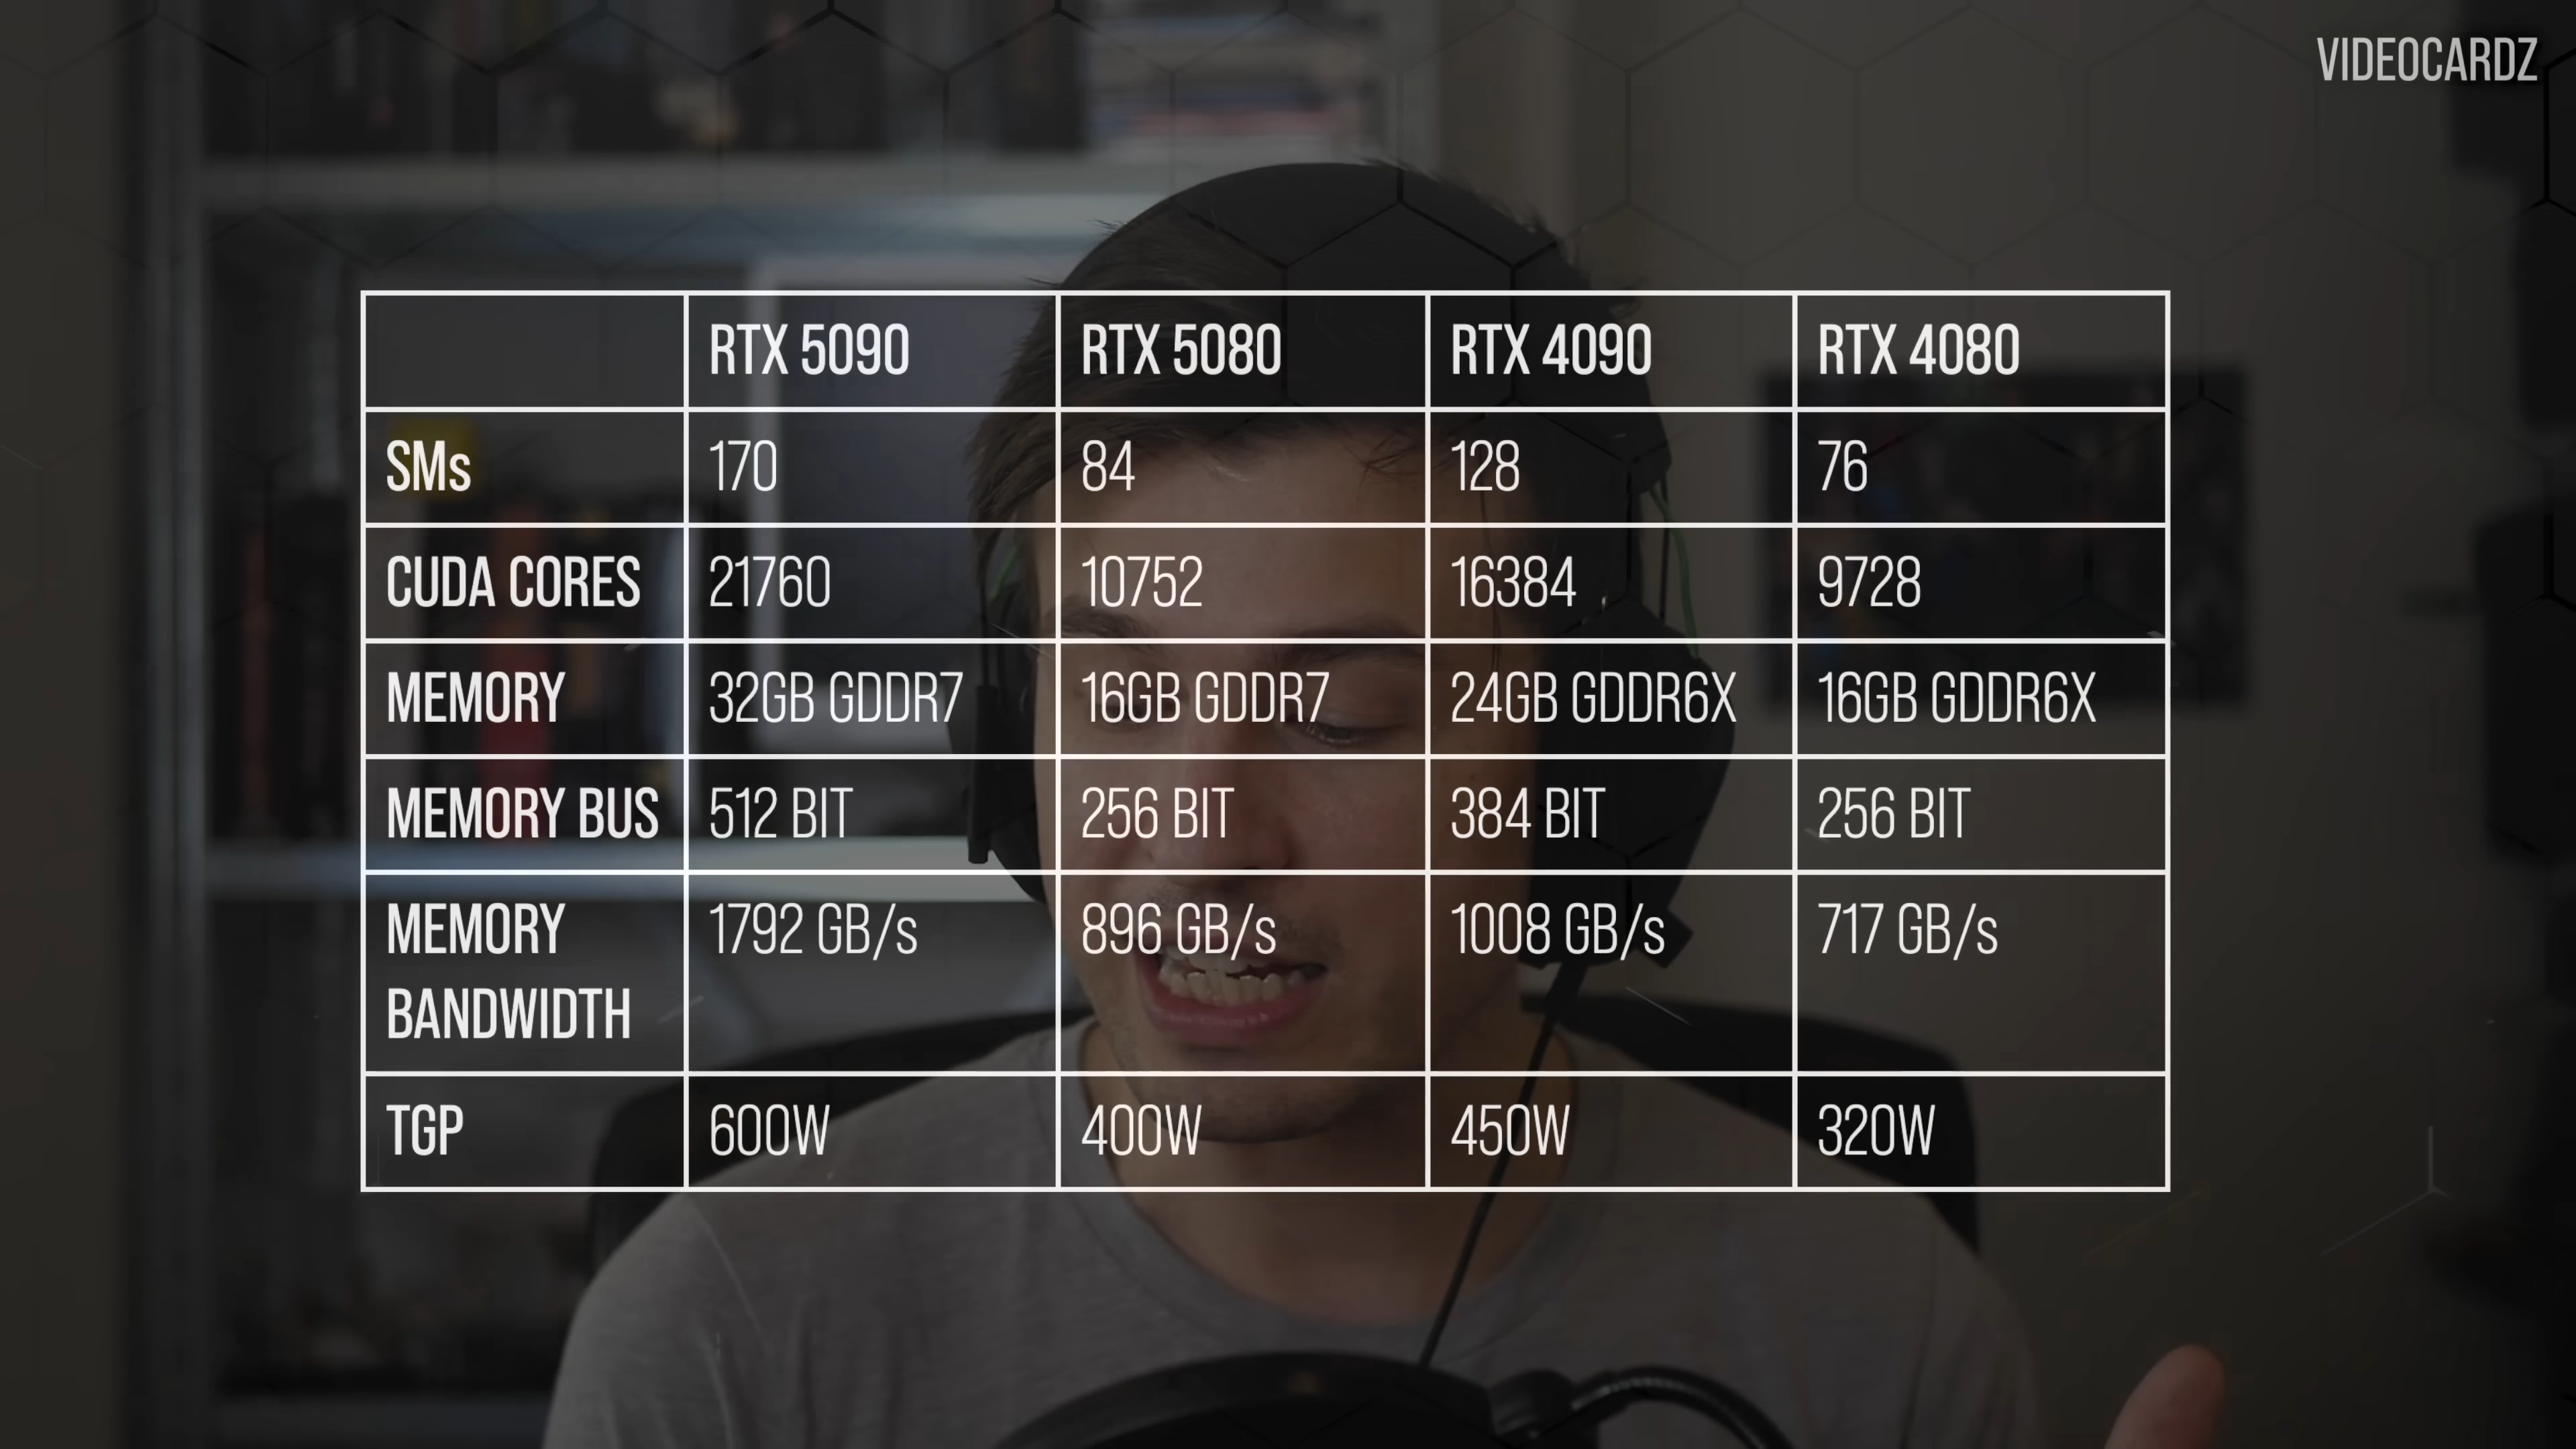 VIDEOCARDZ
RTX 5090 RTX 5080 RTX 4090 RTX 4080
SMs 170 84 128 76
CUDA CORES 21760 10752 16384 9728
MEMORY 32GB GDDR7 16GB GDDR7 24GB GDDR6X 16GB GDDR6X
MEMORY BUS 512 BIT 256 BIT 384 BIT 256 BIT
MEMORY 1792 GB/s 896 GB/s 1008 GB/s 717 GB/s
BANDWIDTH
TGP 600W 400W 450W 320W